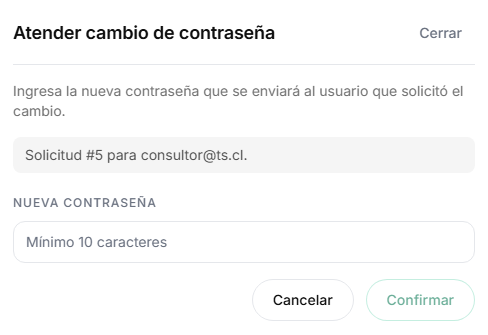 Atender cambio de contraseña
Cerrar
Ingresa la nueva contraseña que se enviará al usuario que solicitó el
cambio.
Solicitud #5 para consultor@ts.cl.
NUEVA CONTRASEÑA
Mínimo 10 caracteres
Cancelar
Confirmar